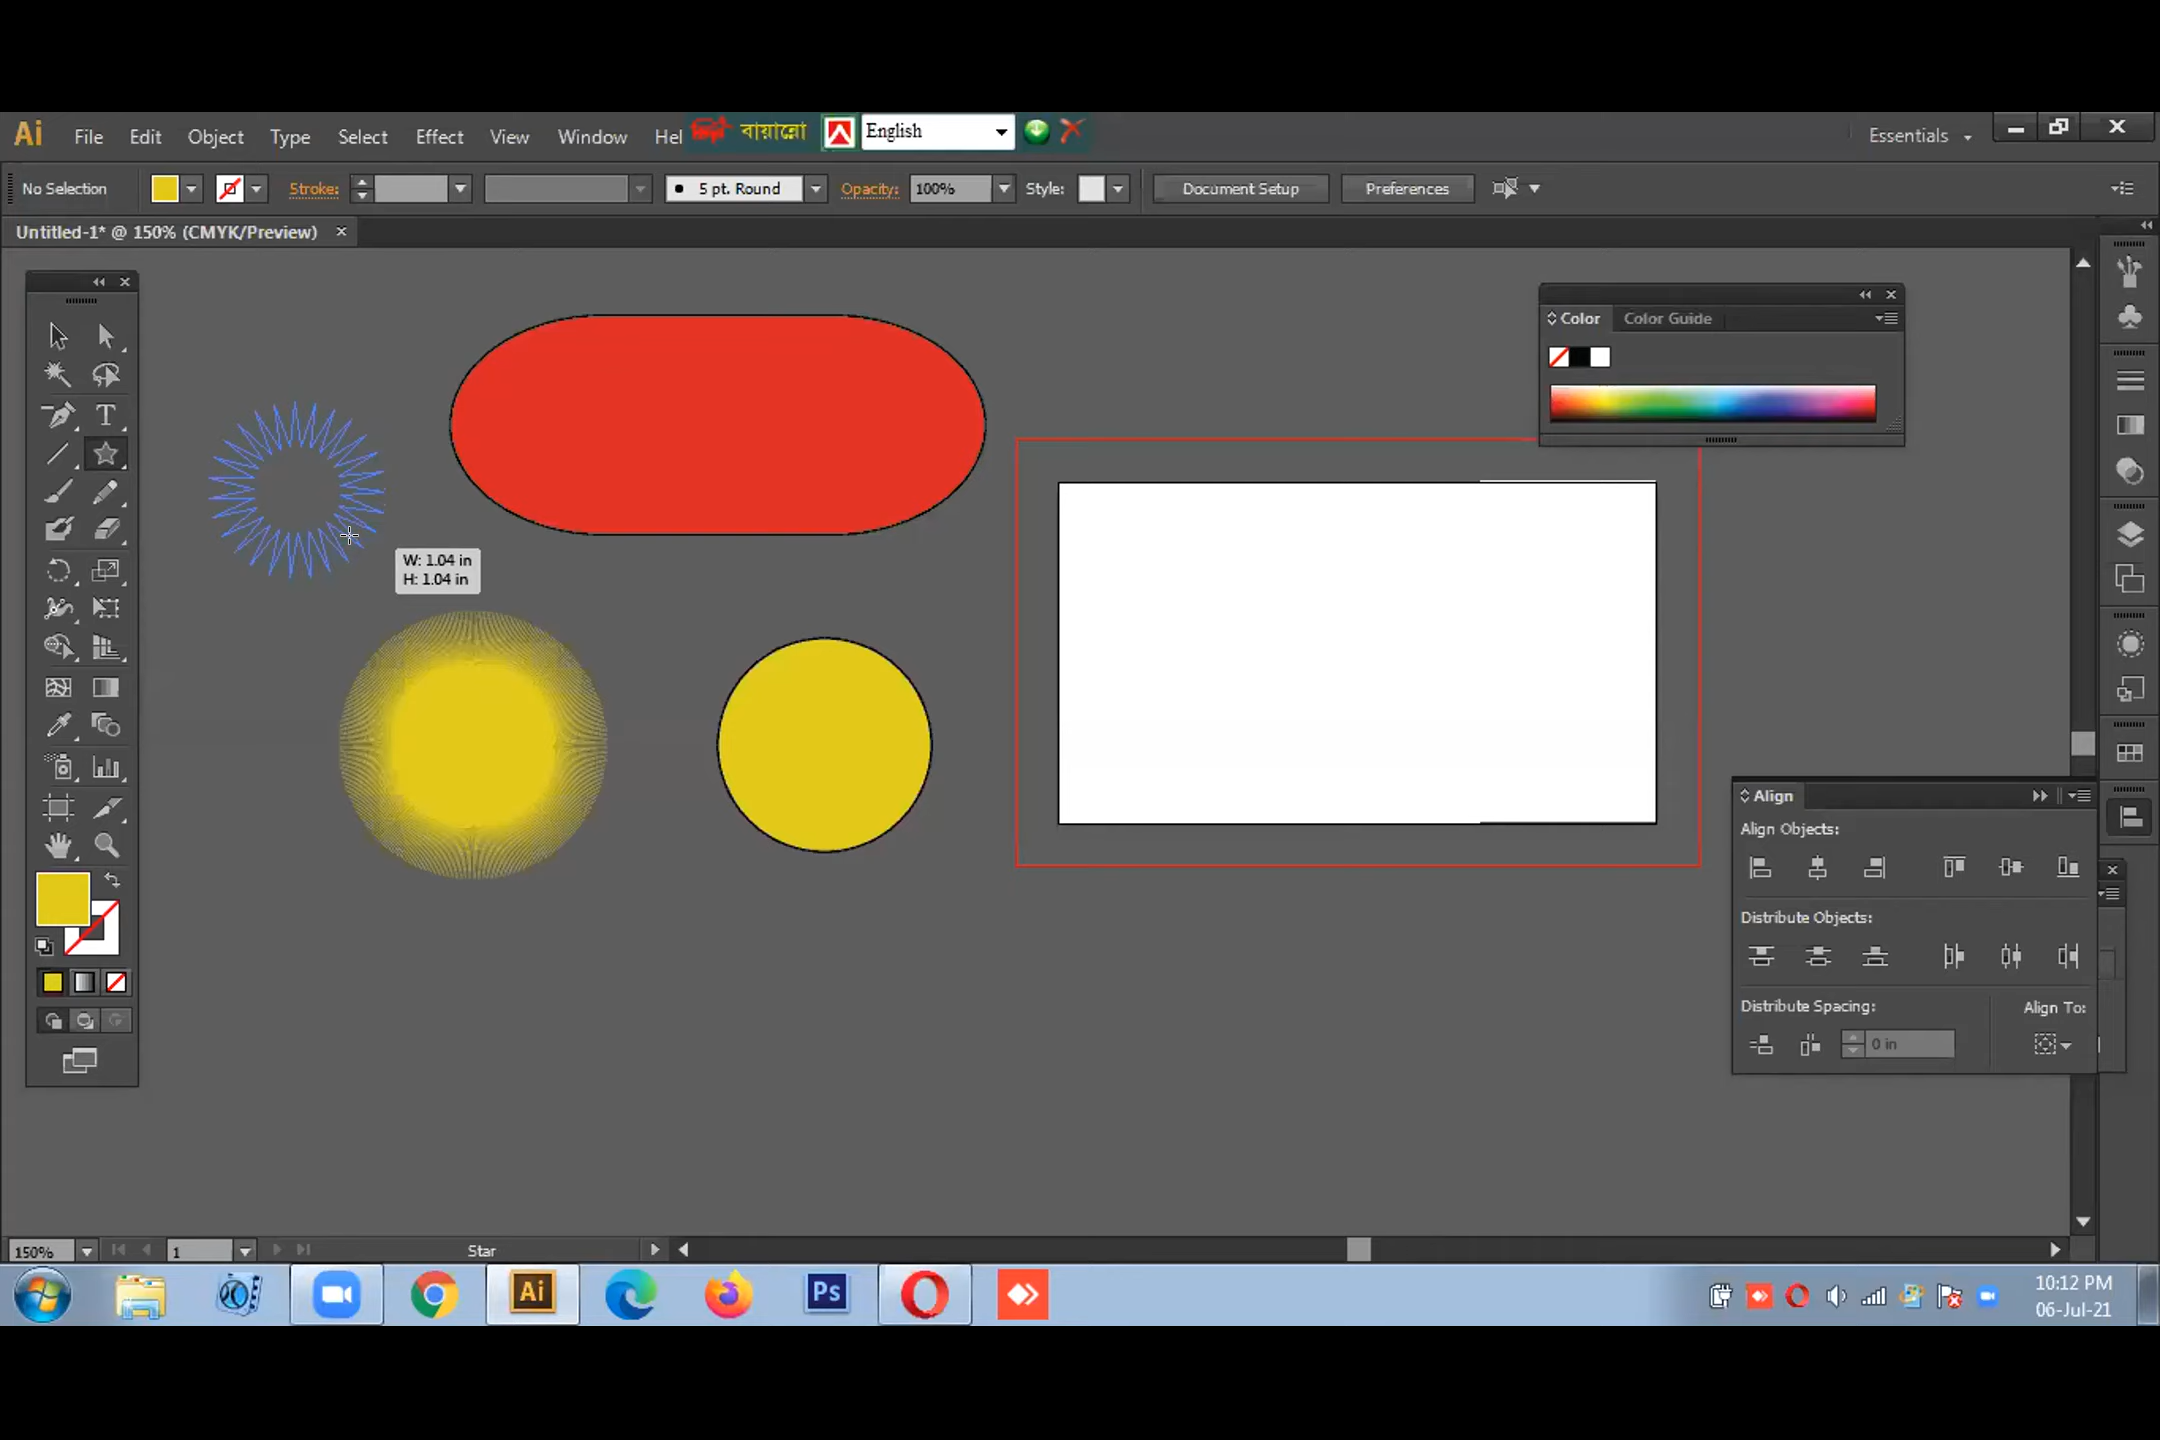 Ai File Edit Object Type Select Effect View Window Hel বায়ান্নো English Essentials
No Selection Stroke: 5 pt. Round Opacity: 100% Style: Document Setup Preferences
Untitled-1* @ 150% (CMYK/Preview)
Color Color Guide
T
W: 1.04 in
H: 1.04 in
Align
Align Objects:
Distribute Objects:
Distribute Spacing: Align To:
0 in
150% 1 Star
Ai Ps
10:12 PM
06-Jul-21